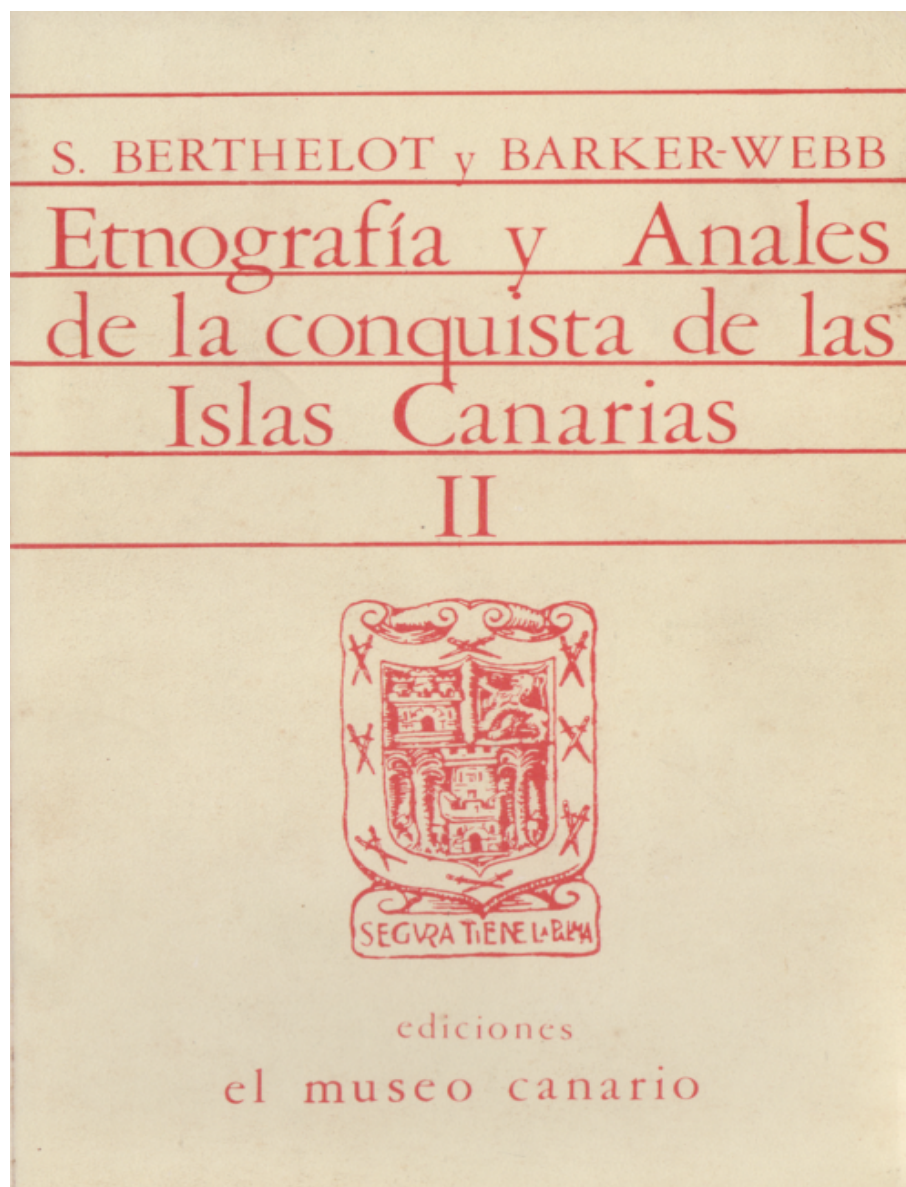 S. BERTHELOT y BARKER-WEBB
Etnografía y Anales
de la conquista de las
Islas Canarias
II
SEGVRA TIENE LA PALMA
ediciones
el museo canario